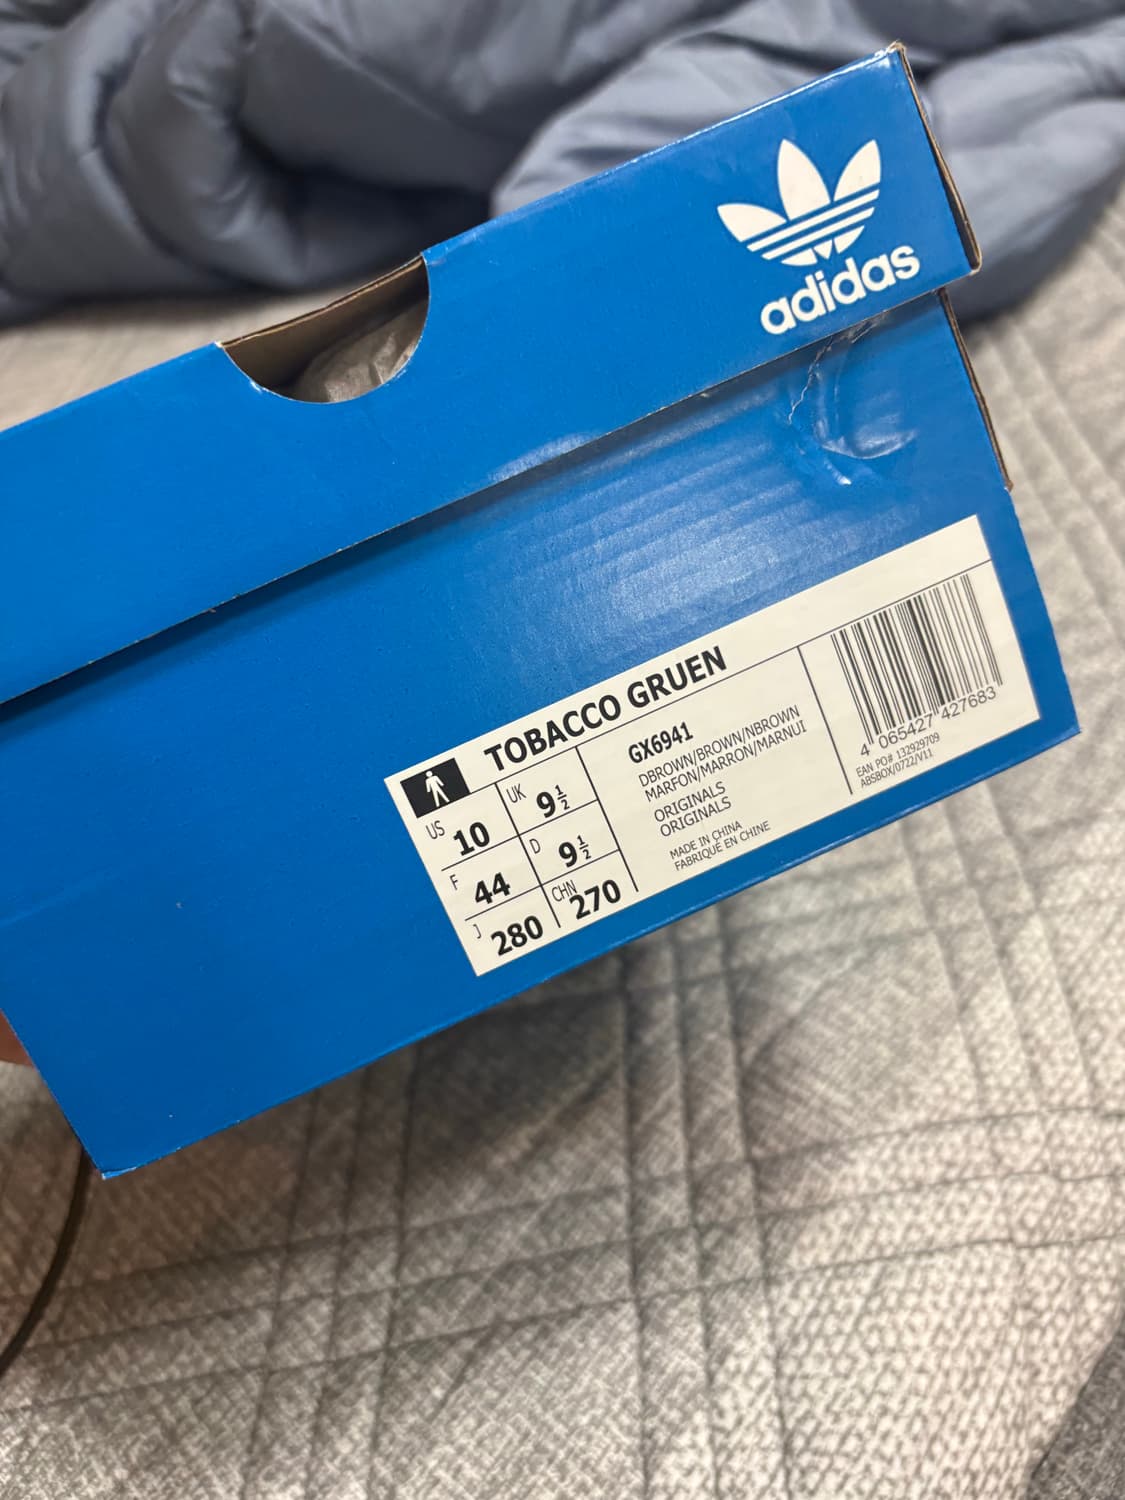 adidas
TOBACCO GRUEN
US 10
UK 9 ½
F 44
D 9 ½
J 280
CHN 270
GX6941
DBROWN/BROWN/NBROWN
MARFON/MARRON/MARNUI
ORIGINALS
ORIGINALS
MADE IN CHINA
FABRIQUÉ EN CHINE
4 065427 427683
EAN PO# 132929709
ABSBOX/0722/V11